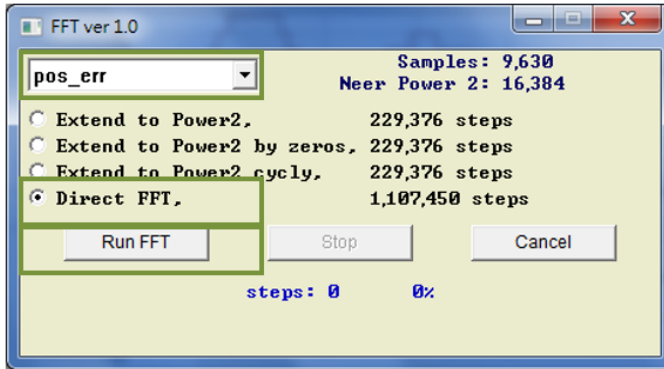 FFT ver 1.0
pos_err
Samples: 9,630
Neer Power 2: 16,384
Extend to Power2, 229,376 steps
Extend to Power2 by zeros, 229,376 steps
Extend to Power2 cycly, 229,376 steps
Direct FFT, 1,107,450 steps
Run FFT Stop Cancel
steps: 0 0%